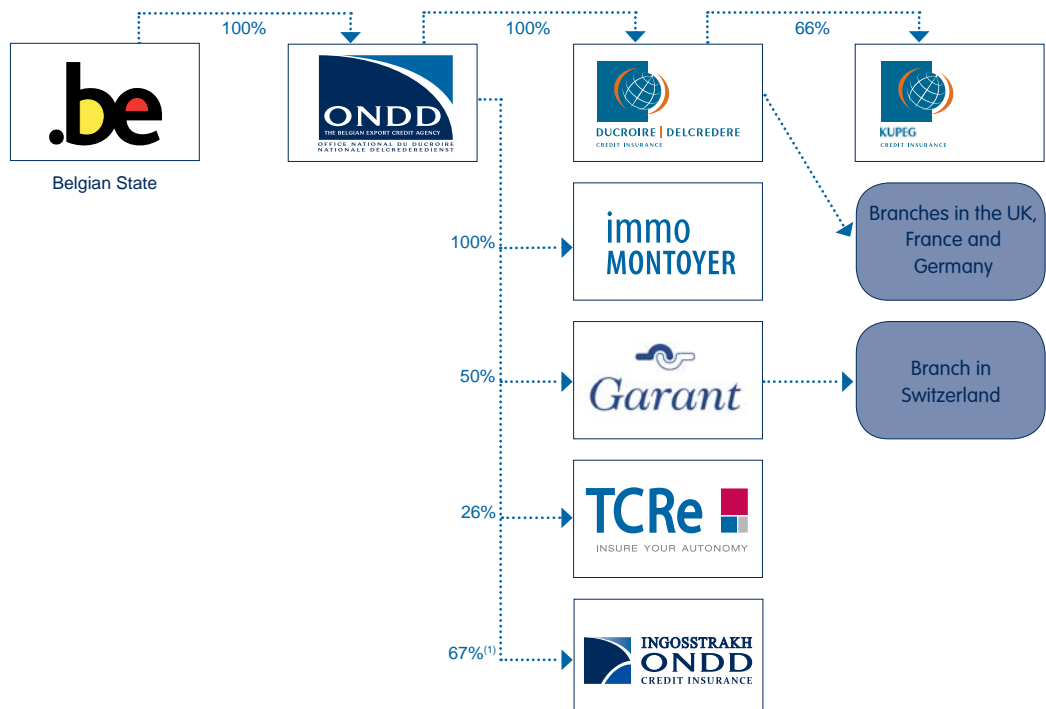 100%
100%
66%
.be
Belgian State
ONDD
THE BELGIAN EXPORT CREDIT AGENCY
OFFICE NATIONAL DU DUCROIRE
NATIONALE DELCREDEREDIENST
DUCROIRE | DELCREDERE
CREDIT INSURANCE
KUPEG
CREDIT INSURANCE
100%
immo
MONTOYER
Branches in the UK,
France and
Germany
50%
Garant
Branch in
Switzerland
26%
TCRe
INSURE YOUR AUTONOMY
67%(1)
INGOSSTRAKH
ONDD
CREDIT INSURANCE